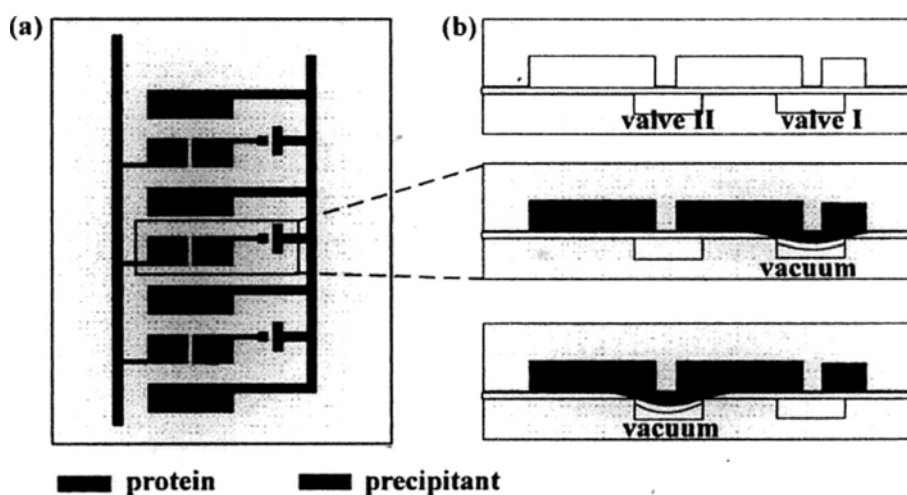 (a)
(b)
valve II valve I
vacuum
vacuum
protein precipitant